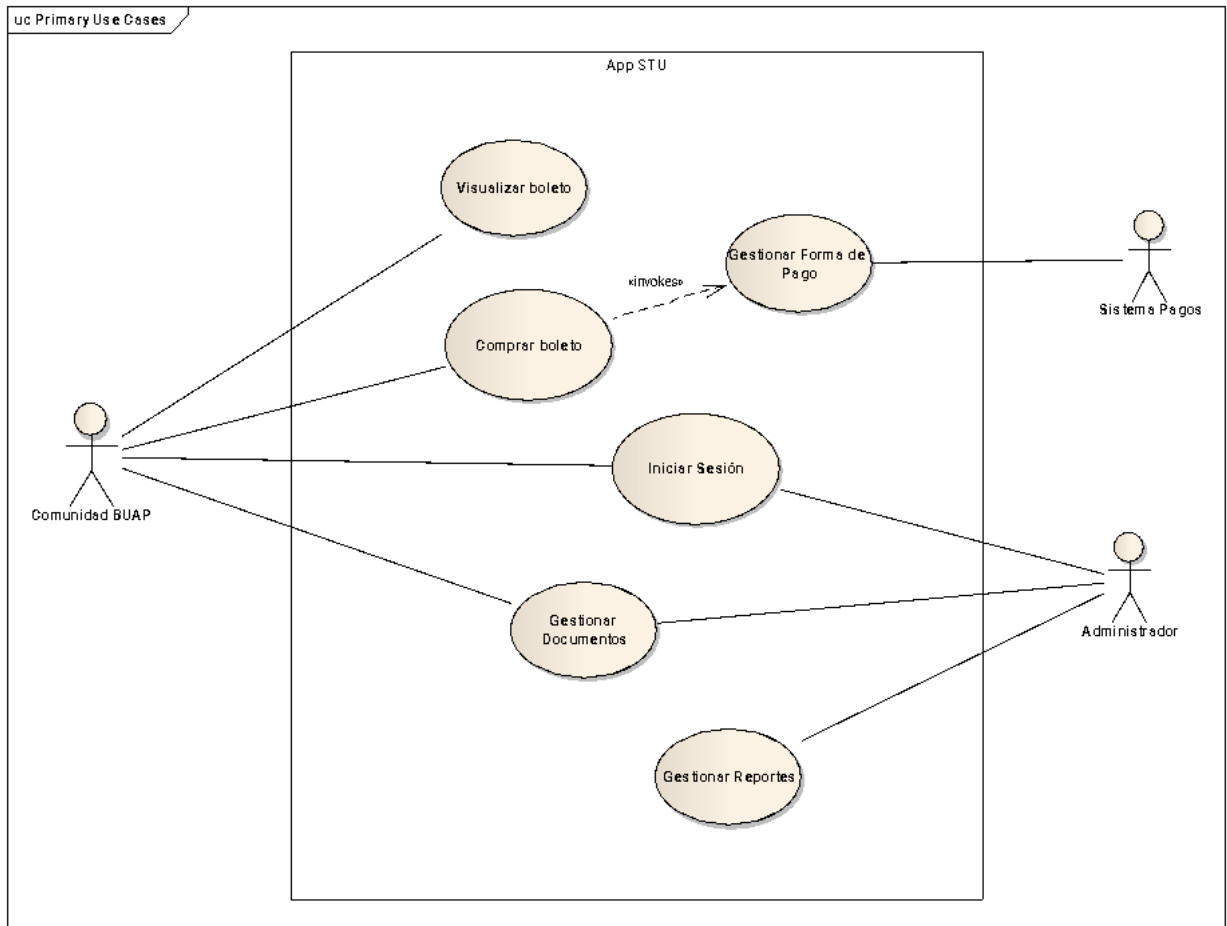 uc Primary Use Cases
App STU
Visualizar boleto
Gestionar Forma de
Pago
«invokes»
Sistema Pagos
Comprar boleto
Iniciar Sesión
Comunidad BUAP
Gestionar
Documentos
Administrador
Gestionar Reportes